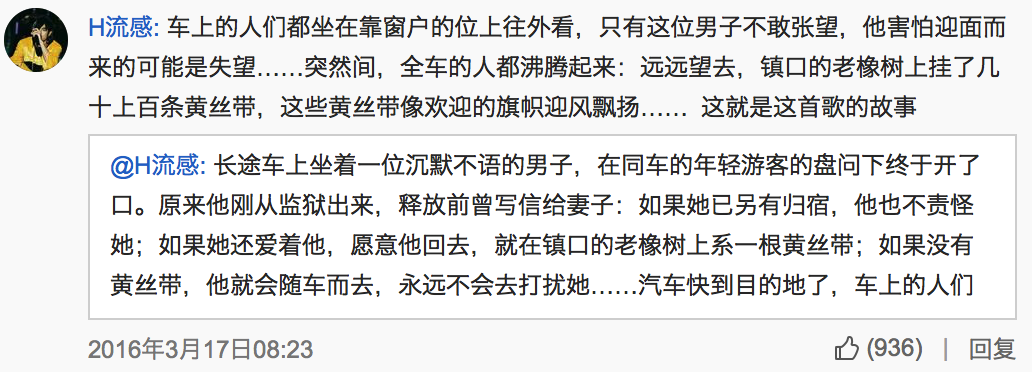 H流感: 车上的人们都坐在靠窗户的位上往外看，只有这位男子不敢张望，他害怕迎面而
来的可能是失望……突然间，全车的人都沸腾起来：远远望去，镇口的老橡树上挂了几
十上百条黄丝带，这些黄丝带像欢迎的旗帜迎风飘扬…… 这就是这首歌的故事
@H流感: 长途车上坐着一位沉默不语的男子，在同车的年轻游客的盘问下终于开了
口。原来他刚从监狱出来，释放前曾写信给妻子：如果她已另有归宿，他也不责怪
她；如果她还爱着他，愿意他回去，就在镇口的老橡树上系一根黄丝带；如果没有
黄丝带，他就会随车而去，永远不会去打扰她……汽车快到目的地了，车上的人们
2016年3月17日08:23 (936) | 回复